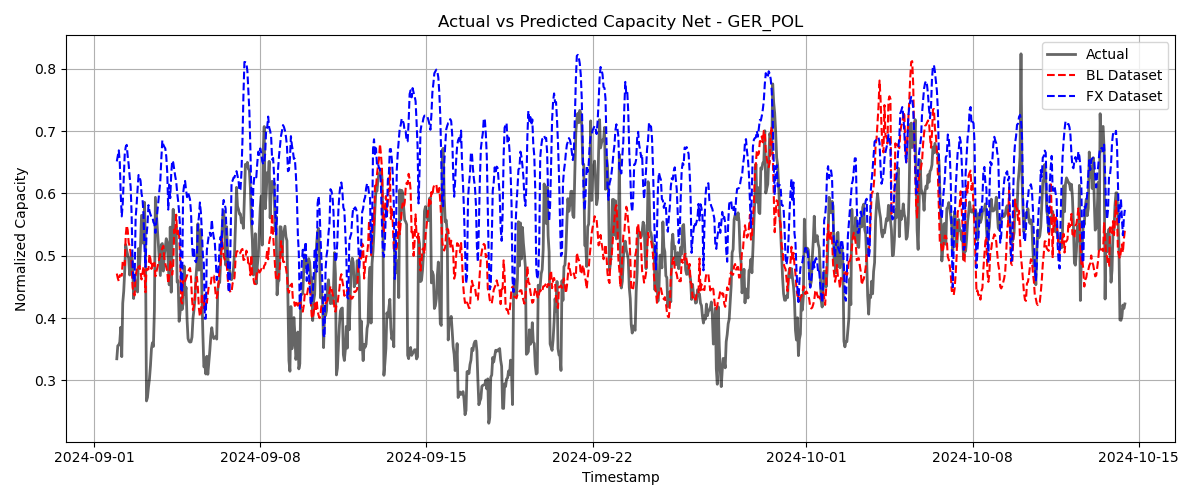 Actual vs Predicted Capacity Net - GER_POL
Normalized Capacity
0.8
0.7
0.6
0.5
0.4
0.3
Actual
BL Dataset
FX Dataset
2024-09-01
2024-09-08
2024-09-15
2024-09-22
2024-10-01
2024-10-08
2024-10-15
Timestamp